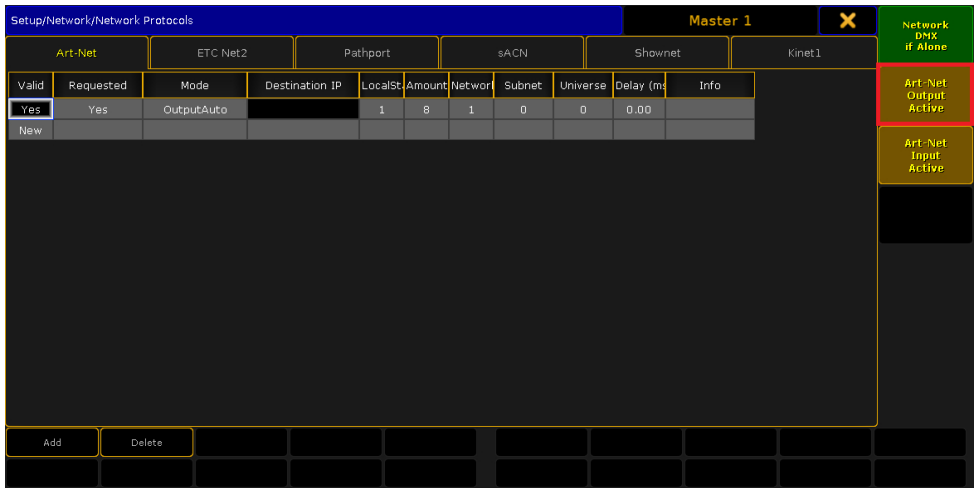 Setup/Network/Network Protocols
Master 1
Network
DMX
if Alone
Art-Net ETC Net2 Pathport sACN Shownet Kinet1
Art-Net
Output
Active
Valid Requested Mode Destination IP LocalSt Amount Networ Subnet Universe Delay (ms Info
Yes Yes OutputAuto 1 8 1 0 0 0.00
New
Art-Net
Input
Active
Add Delete